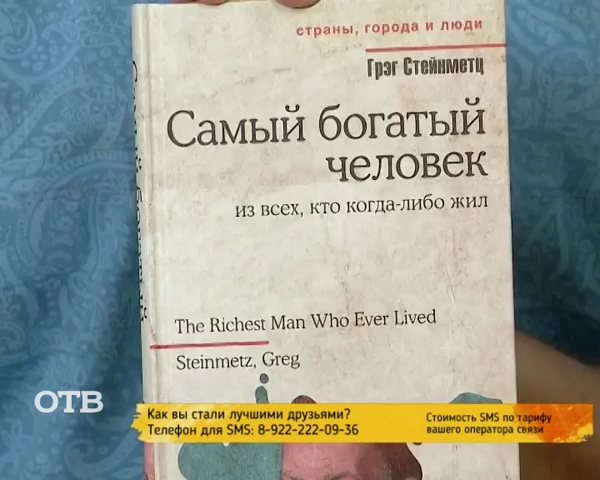 страны, города и люди
Грэг Стейнметц
Самый богатый
человек
из всех, кто когда-либо жил
The Richest Man Who Ever Lived
Steinmetz, Greg
ОТВ
Как вы стали лучшими друзьями?
Телефон для SMS: 8-922-222-09-36
Стоимость SMS по тарифу
вашего оператора связи